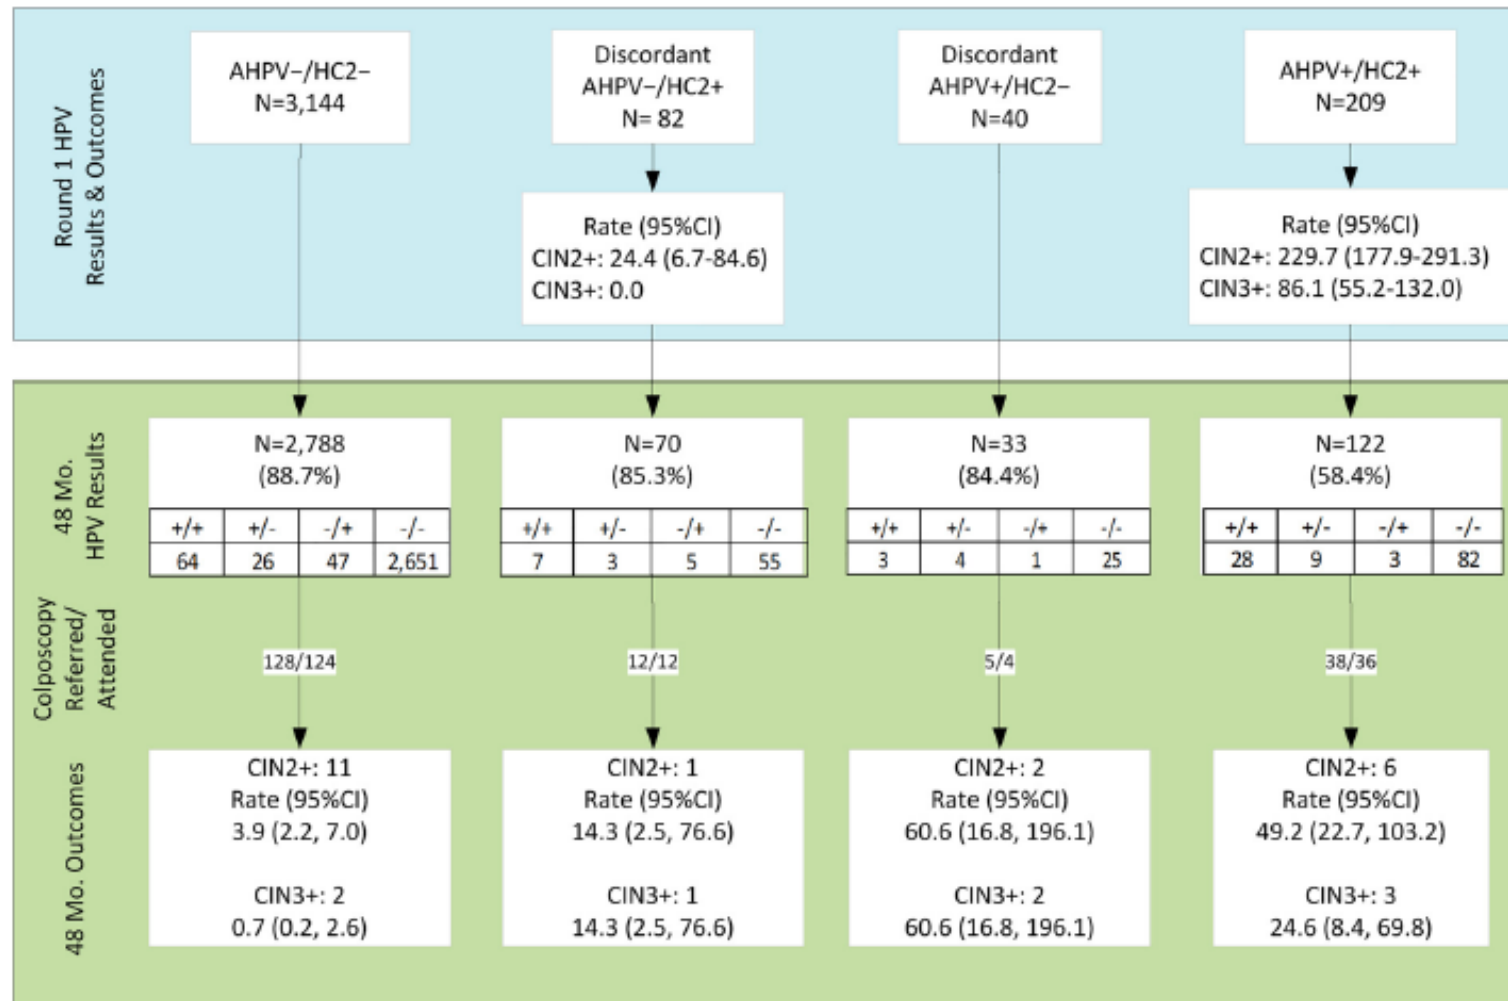 Round 1 HPV
Results & Outcomes
AHPV−/HC2−
N=3,144
Discordant
AHPV−/HC2+
N= 82
Discordant
AHPV+/HC2−
N=40
AHPV+/HC2+
N=209
Rate (95%CI)
CIN2+: 24.4 (6.7-84.6)
CIN3+: 0.0
Rate (95%CI)
CIN2+: 229.7 (177.9-291.3)
CIN3+: 86.1 (55.2-132.0)
48 Mo.
HPV Results
N=2,788
(88.7%)
+/+ +/- -/+ -/-
64 26 47 2,651
N=70
(85.3%)
+/+ +/- -/+ -/-
7 3 5 55
N=33
(84.4%)
+/+ +/- -/+ -/-
3 4 1 25
N=122
(58.4%)
+/+ +/- -/+ -/-
28 9 3 82
Colposcopy
Referred/
Attended
128/124
12/12
5/4
38/36
48 Mo. Outcomes
CIN2+: 11
Rate (95%CI)
3.9 (2.2, 7.0)
CIN3+: 2
0.7 (0.2, 2.6)
CIN2+: 1
Rate (95%CI)
14.3 (2.5, 76.6)
CIN3+: 1
14.3 (2.5, 76.6)
CIN2+: 2
Rate (95%CI)
60.6 (16.8, 196.1)
CIN3+: 2
60.6 (16.8, 196.1)
CIN2+: 6
Rate (95%CI)
49.2 (22.7, 103.2)
CIN3+: 3
24.6 (8.4, 69.8)